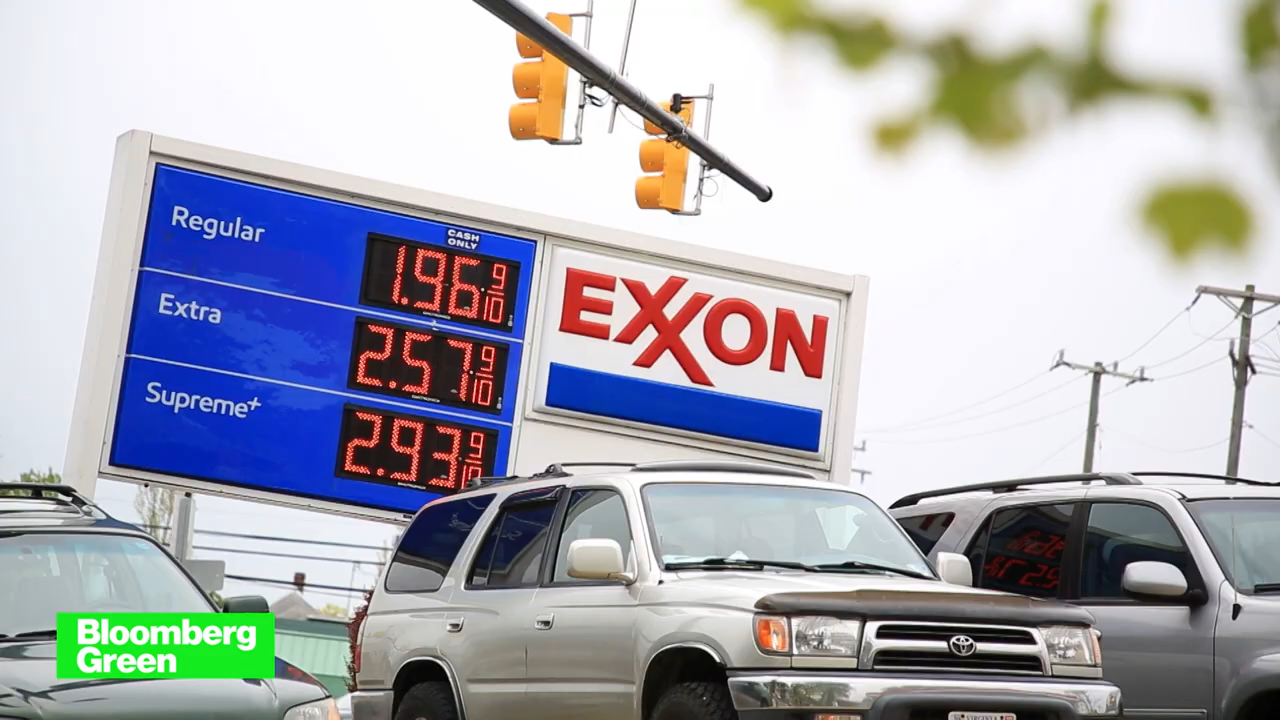 Regular
CASH
ONLY
1.96 9/10
Extra
2.57 9/10
Supreme+
2.93 9/10
EXXON
Bloomberg
Green
VIRGINIA